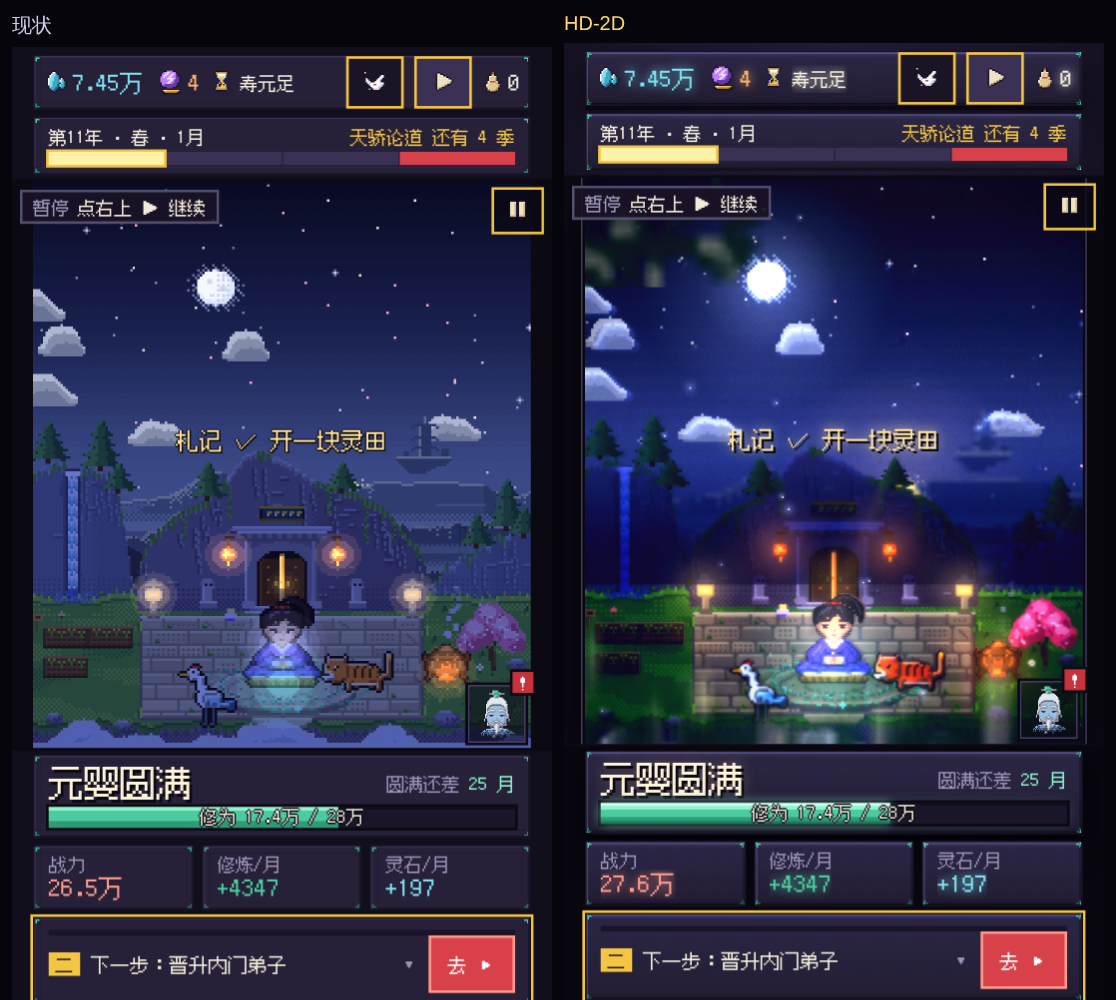 现状
7.45万 4 寿元足 0
第11年 · 春 · 1月 天骄论道 还有 4 季
暂停 点右上 ▶ 继续
札记 ✓ 开一块灵田
元婴圆满 圆满还差 25 月
修为 17.4万 / 28万
战力 修炼/月 灵石/月
26.5万 +4347 +197
二 下一步：晋升内门弟子 ▾ 去 ▶
HD-2D
7.45万 4 寿元足 0
第11年 · 春 · 1月 天骄论道 还有 4 季
暂停 点右上 ▶ 继续
札记 ✓ 开一块灵田
元婴圆满 圆满还差 25 月
修为 17.4万 / 28万
战力 修炼/月 灵石/月
27.6万 +4347 +197
二 下一步：晋升内门弟子 ▾ 去 ▶